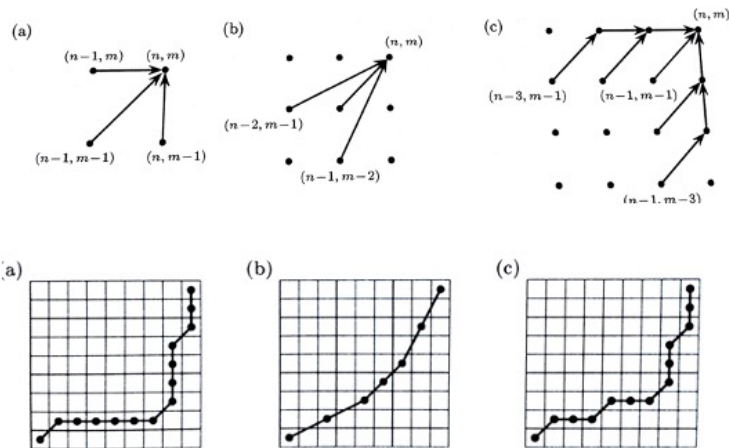 (a)
(n−1, m)
(n, m)
(n−1, m−1)
(n, m−1)
(b)
(n, m)
(n−2, m−1)
(n−1, m−2)
(c)
(n, m)
(n−3, m−1)
(n−1, m−1)
(n−1, m−3)
(a)
(b)
(c)